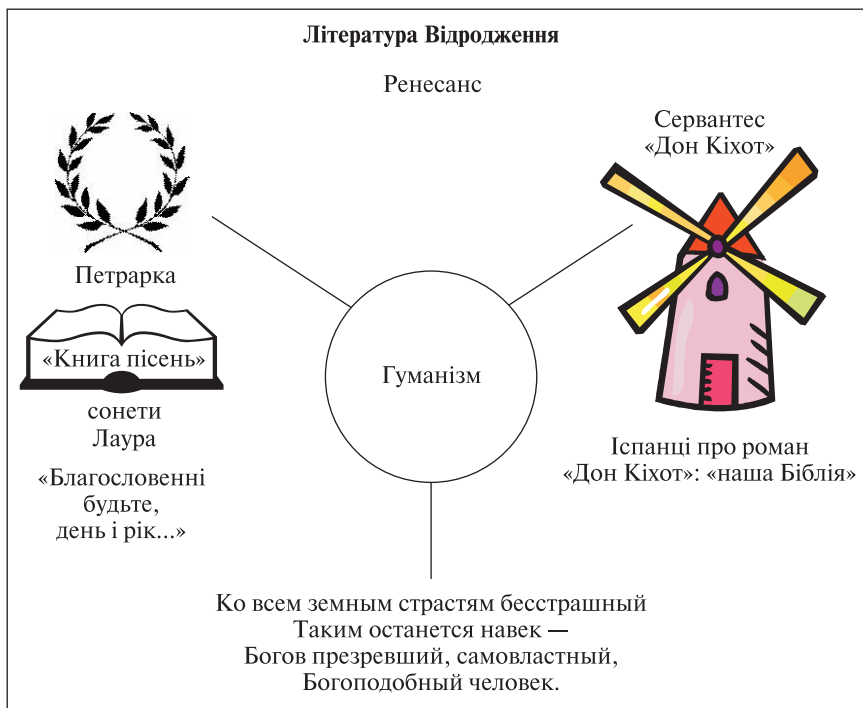 Література Відродження
Ренесанс
Петрарка
«Книга пісень»
сонети
Лаура
«Благословенні
будьте,
день і рік...»
Гуманізм
Сервантес
«Дон Кіхот»
Іспанці про роман
«Дон Кіхот»: «наша Біблія»
Ко всем земным страстям бесстрашный
Таким останется навек —
Богов презревший, самовластный,
Богоподобный человек.